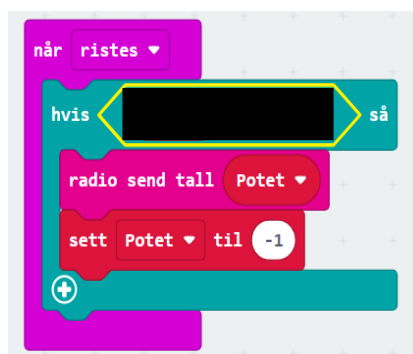 når ristes
hvis så
radio send tall Potet
sett Potet til -1